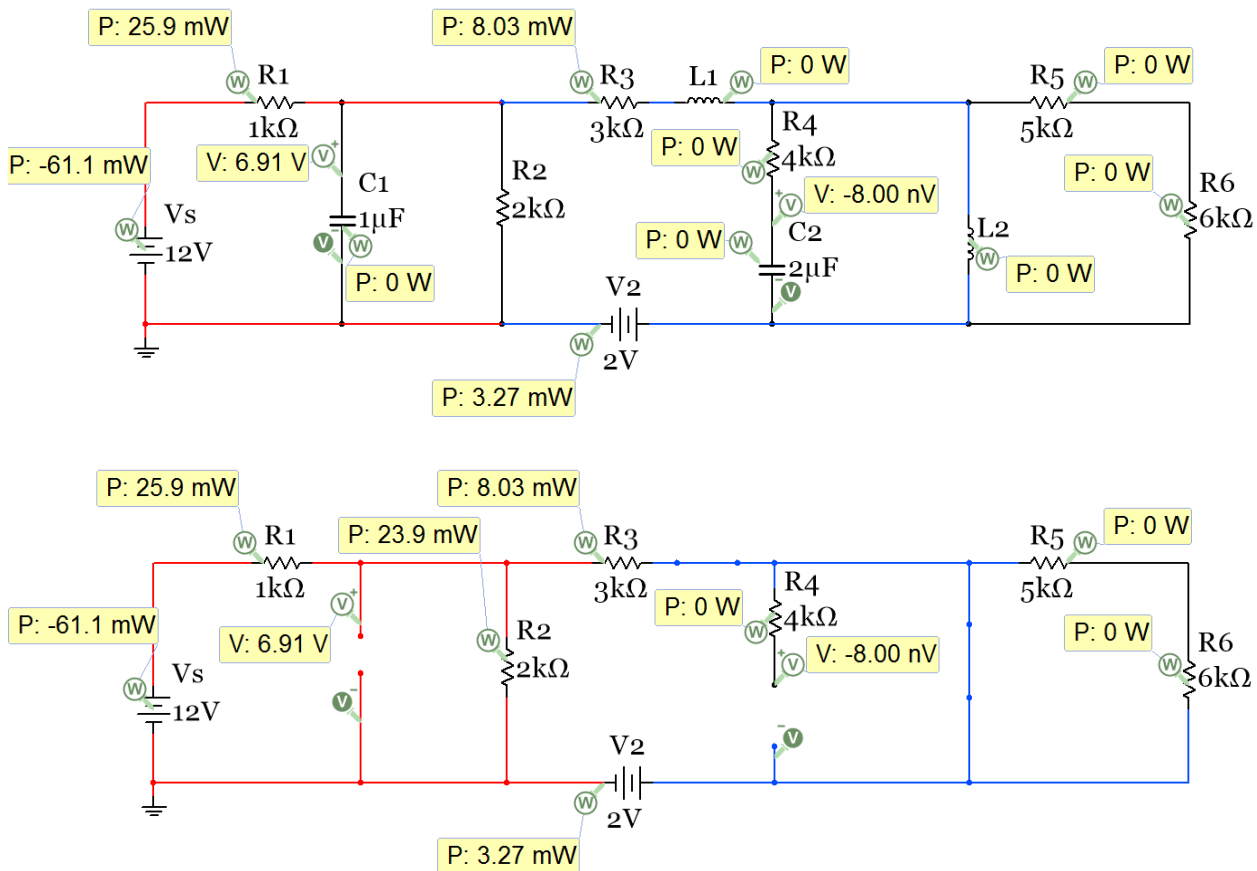 P: 25.9 mW
P: 8.03 mW
P: 0 W
P: 0 W
R1
R3
L1
R5
1kΩ
3kΩ
5kΩ
P: -61.1 mW
V: 6.91 V
P: 0 W
R4
4kΩ
P: 0 W
R2
2kΩ
C1
1μF
V: -8.00 nV
R6
6kΩ
Vs
12V
C2
2μF
P: 0 W
L2
P: 0 W
P: 0 W
V2
2V
P: 3.27 mW
P: 25.9 mW
P: 8.03 mW
P: 23.9 mW
P: 0 W
R1
R3
R5
1kΩ
3kΩ
5kΩ
R4
4kΩ
P: 0 W
P: -61.1 mW
V: 6.91 V
R2
2kΩ
V: -8.00 nV
P: 0 W
R6
6kΩ
Vs
12V
V2
2V
P: 3.27 mW